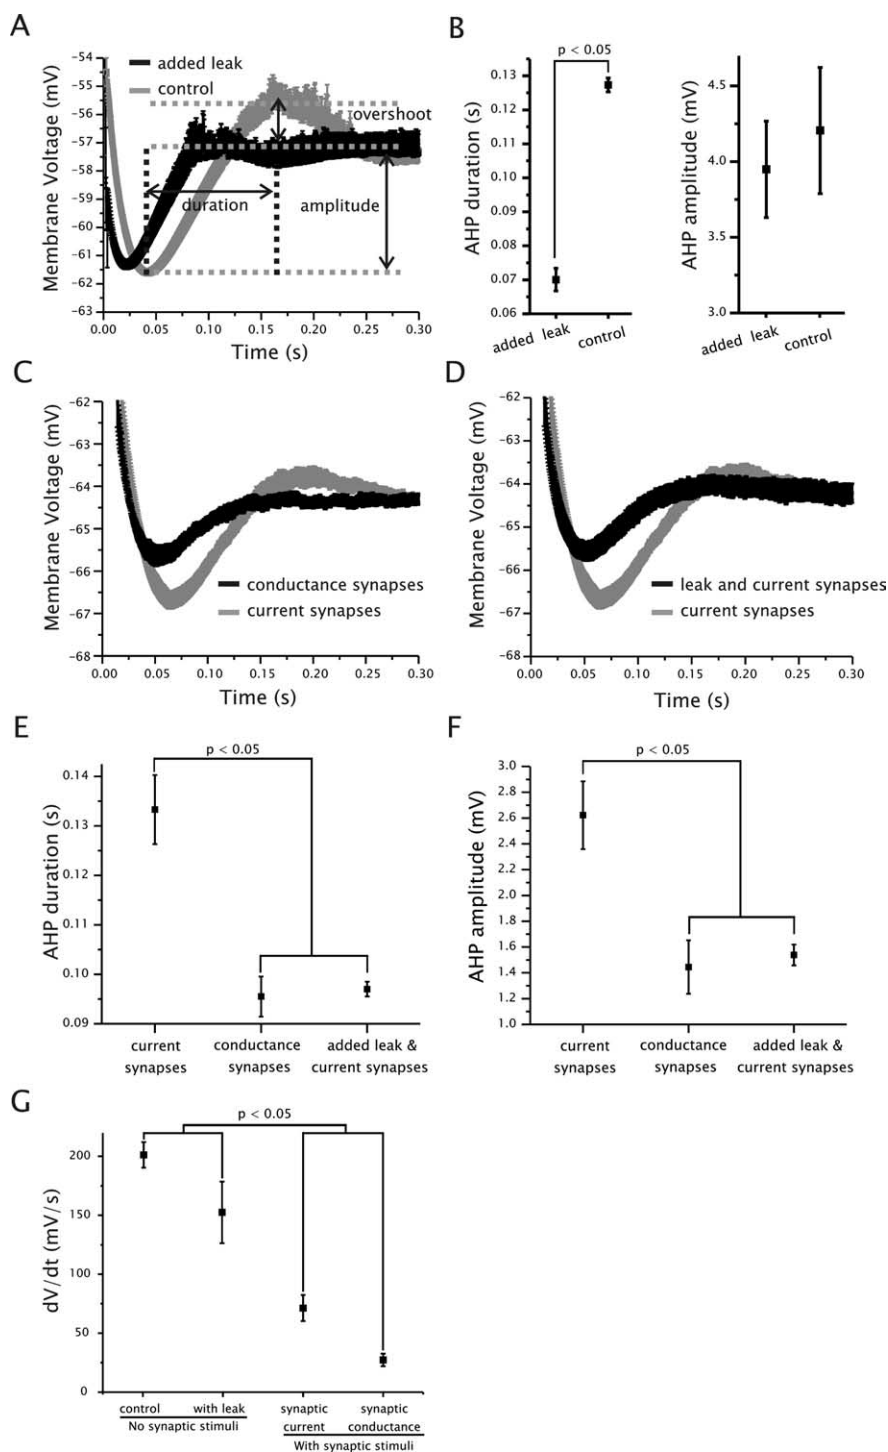 A
added leak
control
overshoot
duration
amplitude
Membrane Voltage (mV)
-54
-55
-56
-57
-58
-59
-60
-61
-62
-63
0.00 0.05 0.10 0.15 0.20 0.25 0.30
Time (s)
B
p < 0.05
AHP duration (s)
0.13
0.12
0.11
0.10
0.09
0.08
0.07
0.06
added leak control
AHP amplitude (mV)
4.5
4.0
3.5
3.0
added leak control
C
Membrane Voltage (mV)
-62
-63
-64
-65
-66
-67
-68
conductance synapses
current synapses
0.00 0.05 0.10 0.15 0.20 0.25 0.30
Time (s)
D
Membrane Voltage (mV)
-62
-63
-64
-65
-66
-67
-68
leak and current synapses
current synapses
0.00 0.05 0.10 0.15 0.20 0.25 0.30
Time (s)
E
p < 0.05
AHP duration (s)
0.14
0.13
0.12
0.11
0.10
0.09
current conductance added leak &
synapses synapses current synapses
F
p < 0.05
AHP amplitude (mV)
3.0
2.8
2.6
2.4
2.2
2.0
1.8
1.6
1.4
1.2
1.0
current conductance added leak &
synapses synapses current synapses
G
p < 0.05
dV/dt (mV/s)
200
150
100
50
0
control with leak synaptic synaptic
No synaptic stimuli current conductance
With synaptic stimuli